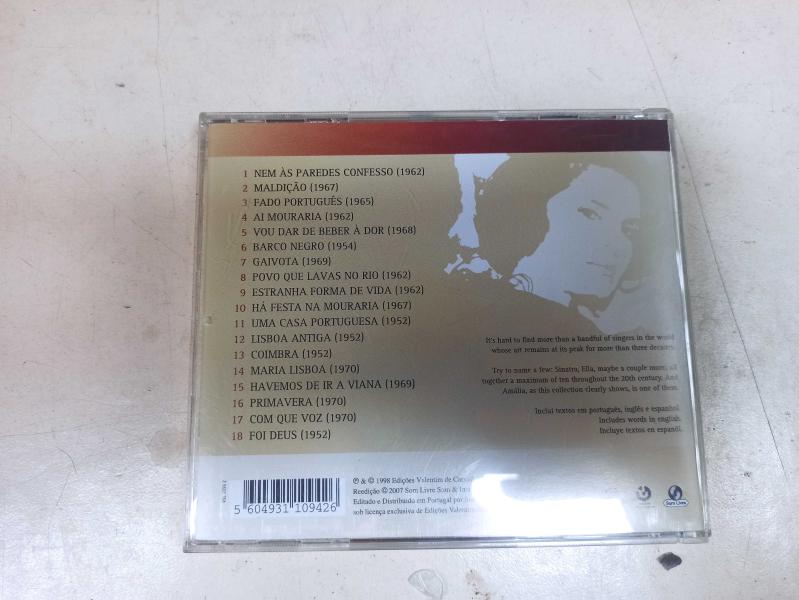 1 NEM ÀS PAREDES CONFESSO (1962)
2 MALDIÇÃO (1967)
3 FADO PORTUGUÊS (1965)
4 AI MOURARIA (1962)
5 VOU DAR DE BEBER À DOR (1968)
6 BARCO NEGRO (1954)
7 GAIVOTA (1969)
8 POVO QUE LAVAS NO RIO (1962)
9 ESTRANHA FORMA DE VIDA (1962)
10 HÁ FESTA NA MOURARIA (1967)
11 UMA CASA PORTUGUESA (1952)
12 LISBOA ANTIGA (1952)
13 COIMBRA (1952)
14 MARIA LISBOA (1970)
15 HAVEMOS DE IR A VIANA (1969)
16 PRIMAVERA (1970)
17 COM QUE VOZ (1970)
18 FOI DEUS (1952)
It's hard to find more than a handful of singers in the world
whose art remains at its peak for more than three decades.
Try to name a few: Sinatra, Ella, maybe a couple more; all
together a maximum of ten throughout the 20th century. And
Amália, as this collection clearly shows, is one of them.
Inclui textos em português, inglês e espanhol.
Includes words in english.
Incluye textos en español.
℗ & © 1998 Edições Valentim de
Reedição © 2007 Som Livre Som &
Editado e Distribuído em Portugal por
sob licença exclusiva de Edições
5 604931 109426
Som Livre